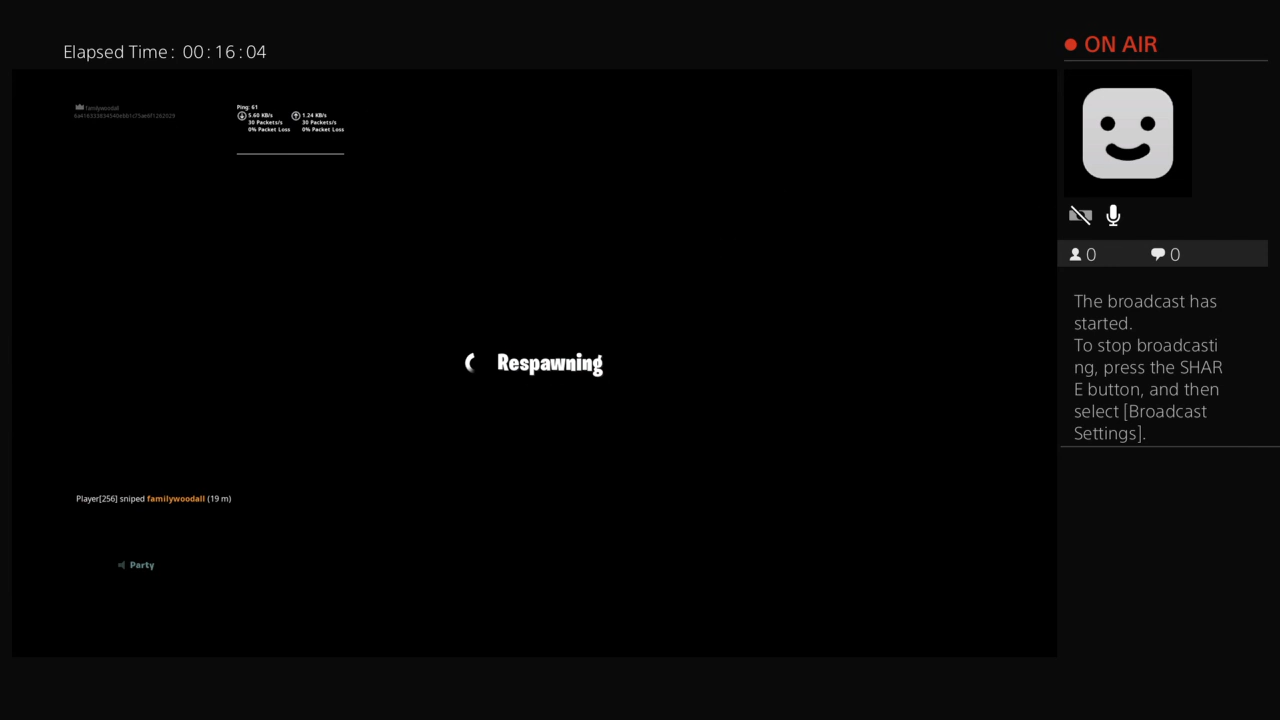 Elapsed Time: 00:16:04
ON AIR
familywoodall
Ping: 61
5.60 KB/s 1.24 KB/s
30 Packets/s 30 Packets/s
0% Packet Loss 0% Packet Loss
0 0
The broadcast has
started.
To stop broadcasti
ng, press the SHAR
E button, and then
select [Broadcast
Settings].
Respawning
Player[256] sniped familywoodall (19 m)
Party